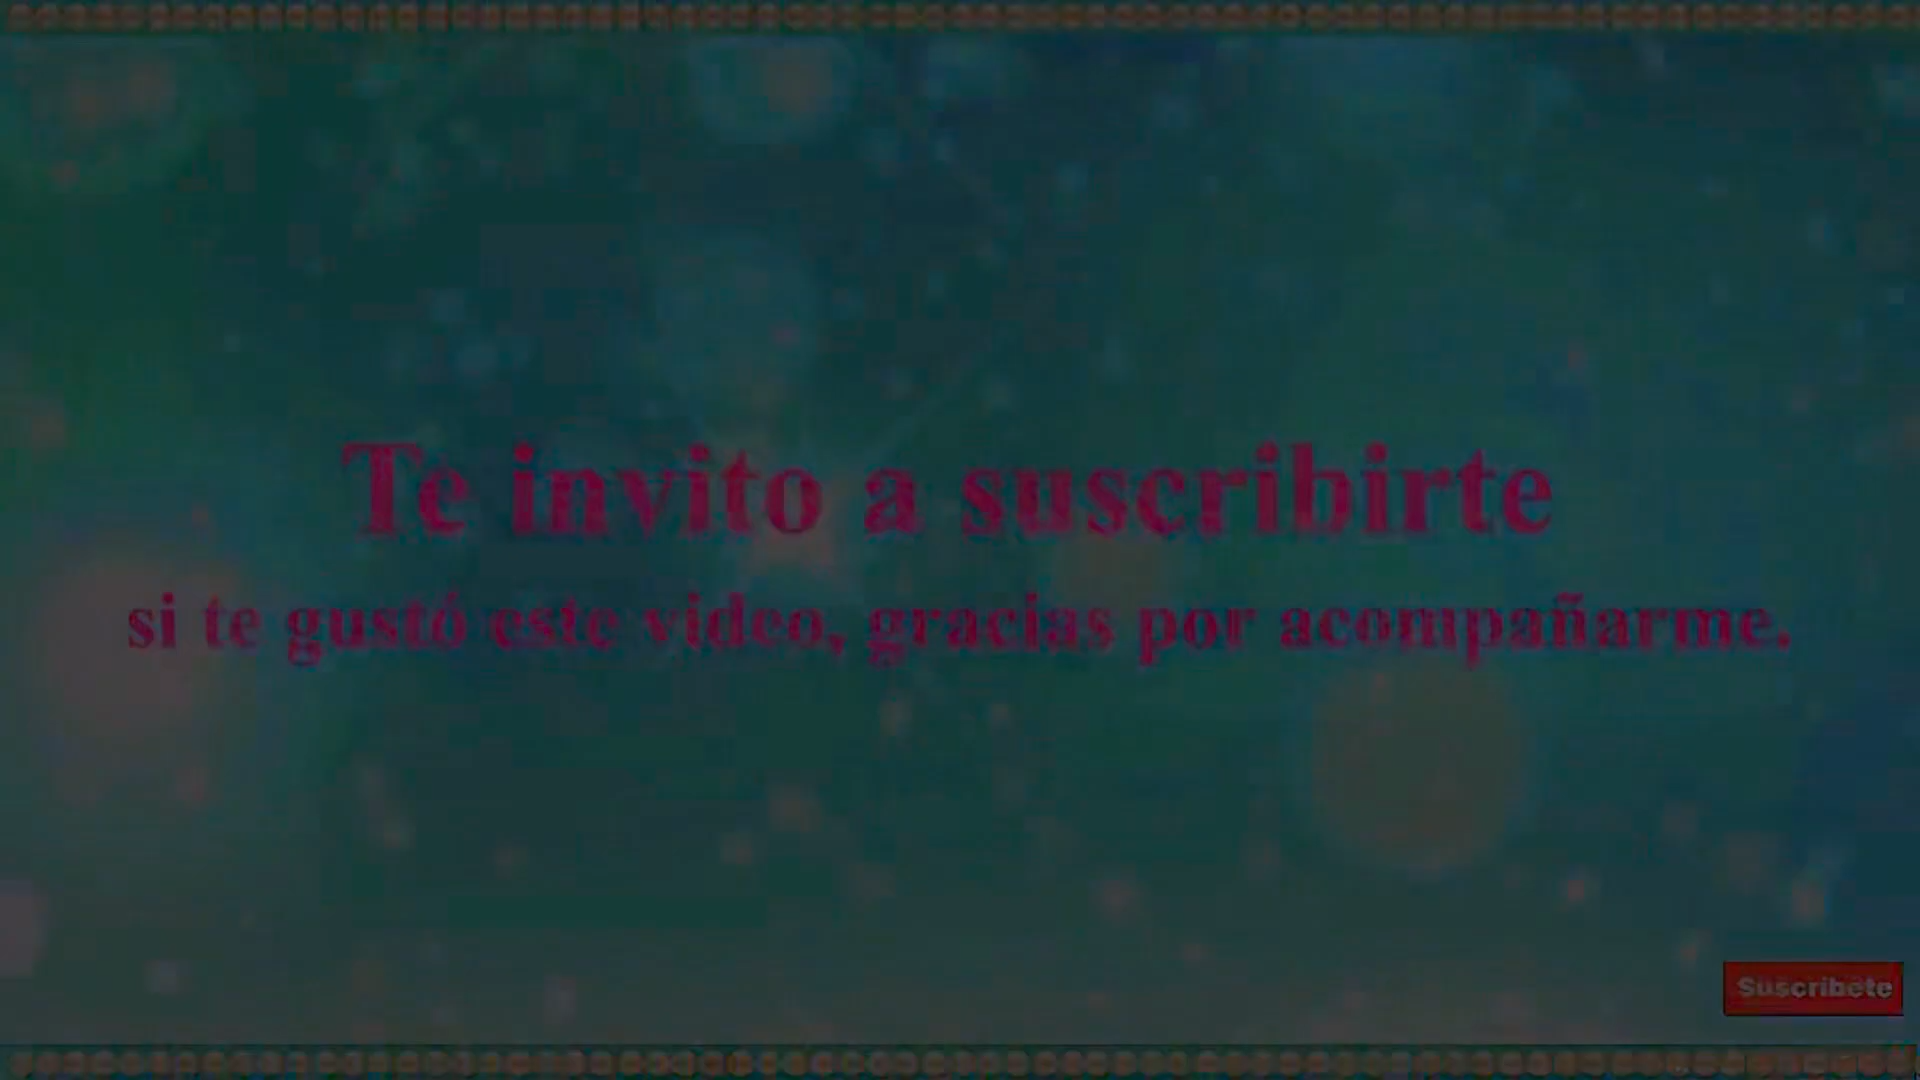 Te invito a suscribirte
si te gustó este video, gracias por acompañarme.
Suscribete